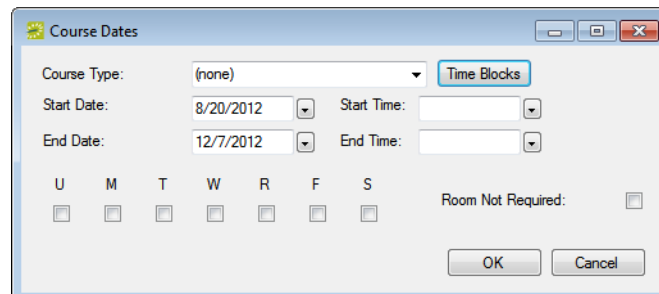 Course Dates
Course Type: (none) Time Blocks
Start Date: 8/20/2012 Start Time:
End Date: 12/7/2012 End Time:
U M T W R F S
Room Not Required:
OK Cancel